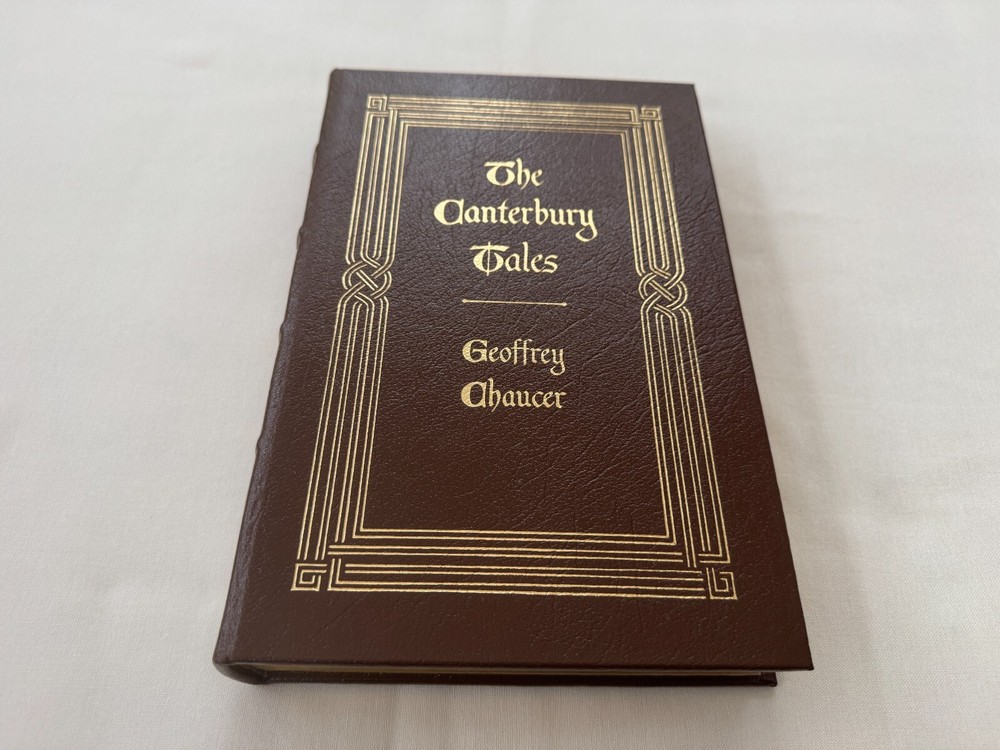 The
Canterbury
Tales
Geoffrey
Chaucer